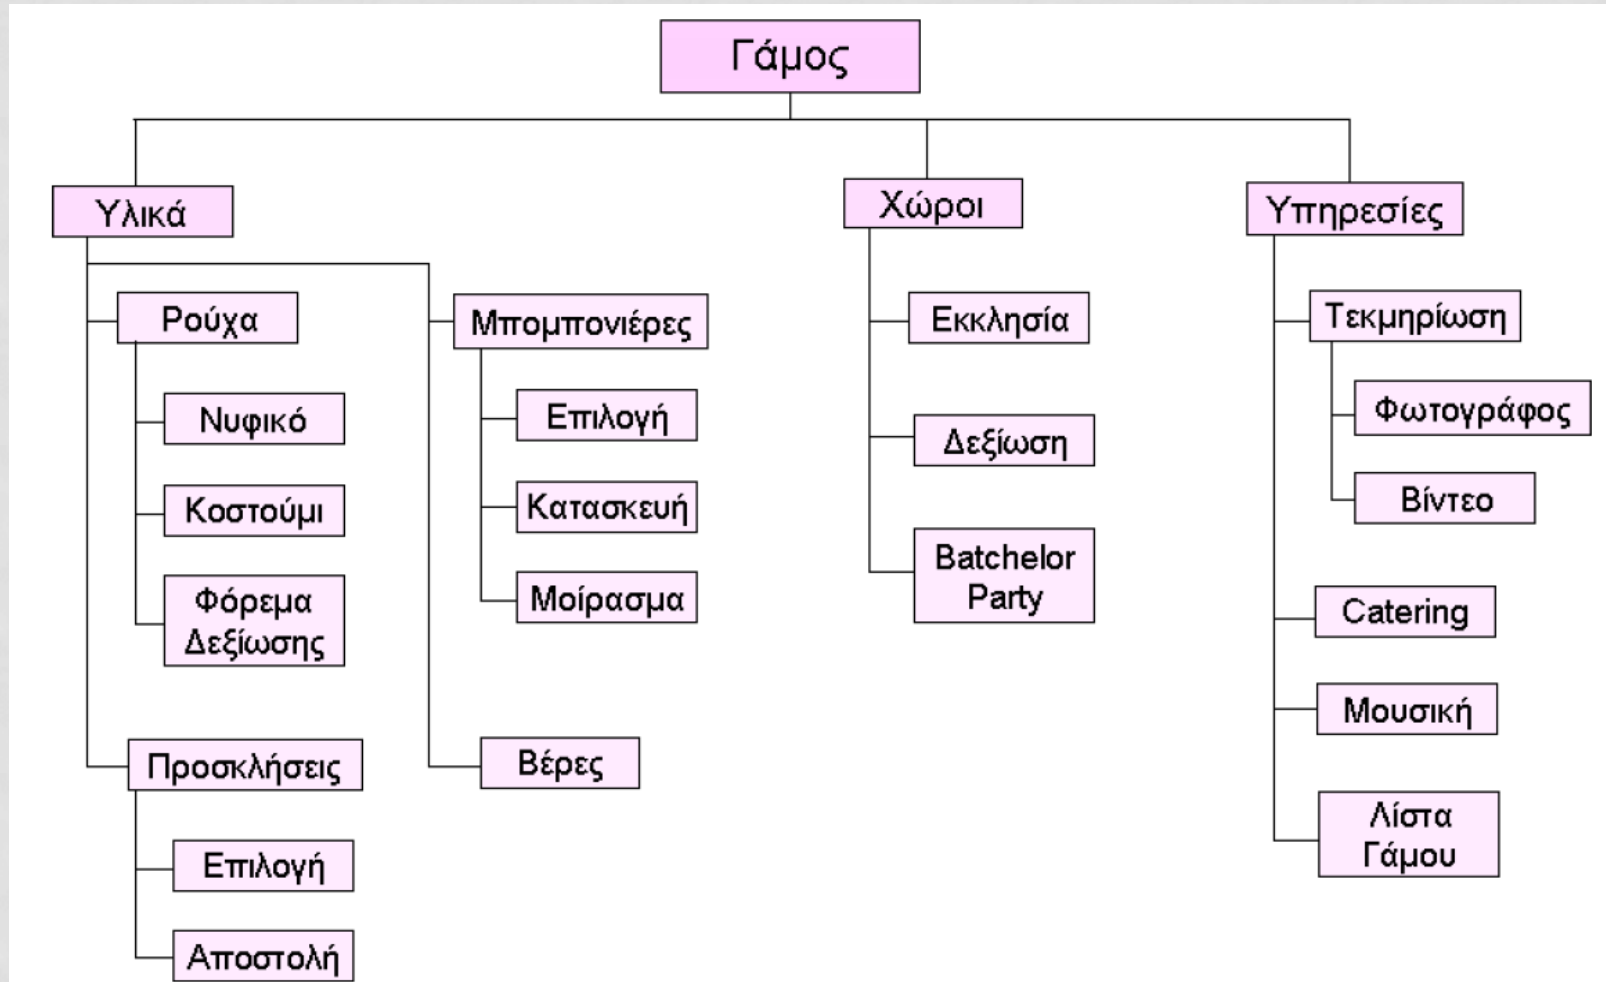 Γάμος
Υλικά
Χώροι
Υπηρεσίες
Ρούχα
Νυφικό
Κοστούμι
Φόρεμα
Δεξίωσης
Προσκλήσεις
Επιλογή
Αποστολή
Μπομπονιέρες
Επιλογή
Κατασκευή
Μοίρασμα
Βέρες
Εκκλησία
Δεξίωση
Batchelor
Party
Τεκμηρίωση
Φωτογράφος
Βίντεο
Catering
Μουσική
Λίστα
Γάμου